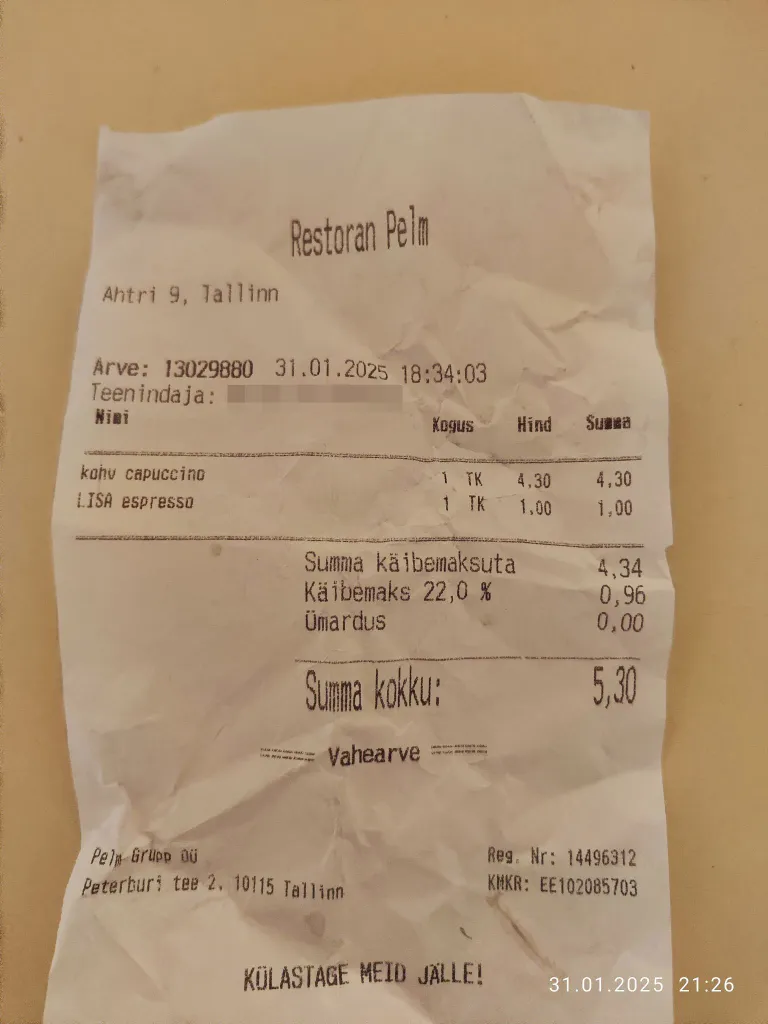 Restoran Pelm
Ahtri 9, Tallinn
Arve: 13029880 31.01.2025 18:34:03
Teenindaja:
Nimi Kogus Hind Summa
kohv capuccino 1 TK 4,30 4,30
LISA espresso 1 TK 1,00 1,00
Summa käibemaksuta 4,34
Käibemaks 22,0 % 0,96
Ümardus 0,00
Summa kokku: 5,30
===== Vahearve =====
Pelm Grupp OÜ Reg. Nr: 14496312
Peterburi tee 2, 10115 Tallinn KMKR: EE102085703
KÜLASTAGE MEID JÄLLE!
31.01.2025 21:26